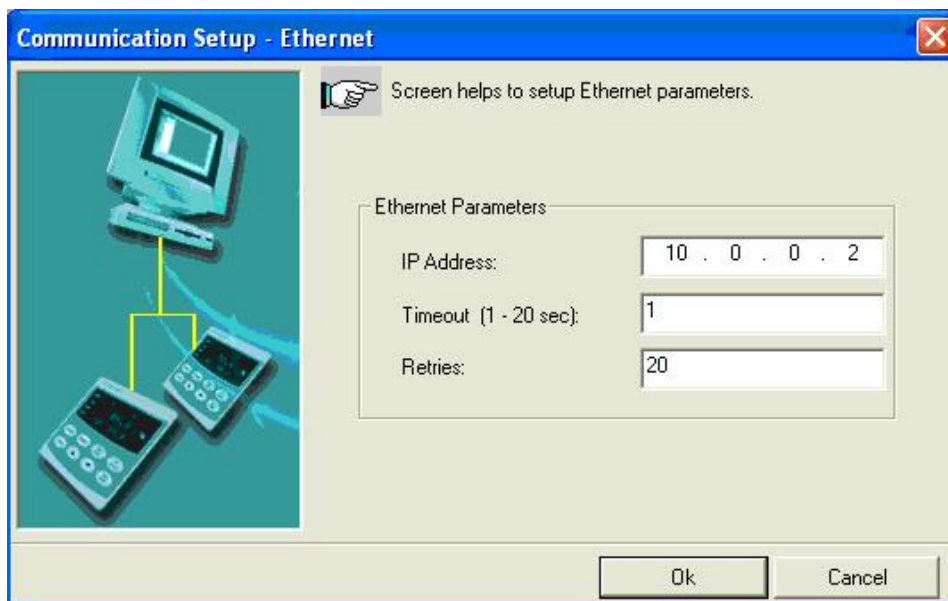 Communication Setup - Ethernet
Screen helps to setup Ethernet parameters.
Ethernet Parameters
IP Address: 10 . 0 . 0 . 2
Timeout (1 - 20 sec): 1
Retries: 20
Ok Cancel